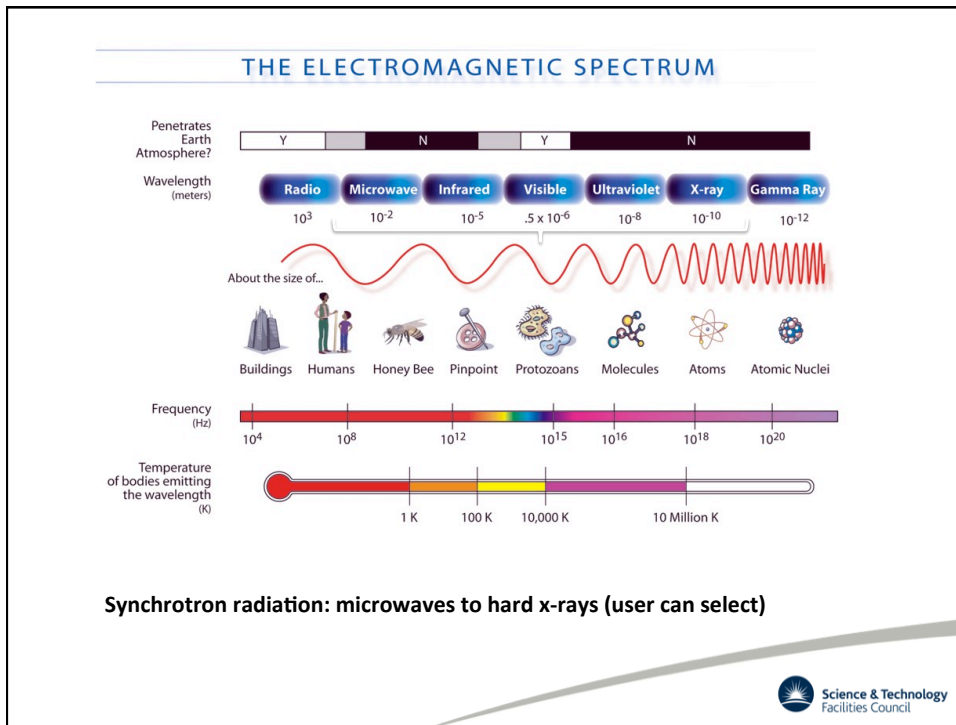 THE ELECTROMAGNETIC SPECTRUM
Penetrates
Earth
Atmosphere?
Y N Y N
Wavelength
(meters)
Radio Microwave Infrared Visible Ultraviolet X-ray Gamma Ray
10³ 10⁻² 10⁻⁵ .5 x 10⁻⁶ 10⁻⁸ 10⁻¹⁰ 10⁻¹²
About the size of...
Buildings Humans Honey Bee Pinpoint Protozoans Molecules Atoms Atomic Nuclei
Frequency
(Hz)
10⁴ 10⁸ 10¹² 10¹⁵ 10¹⁶ 10¹⁸ 10²⁰
Temperature
of bodies emitting
the wavelength
(K)
1 K 100 K 10,000 K 10 Million K
Synchrotron radiation: microwaves to hard x-rays (user can select)
Science & Technology
Facilities Council